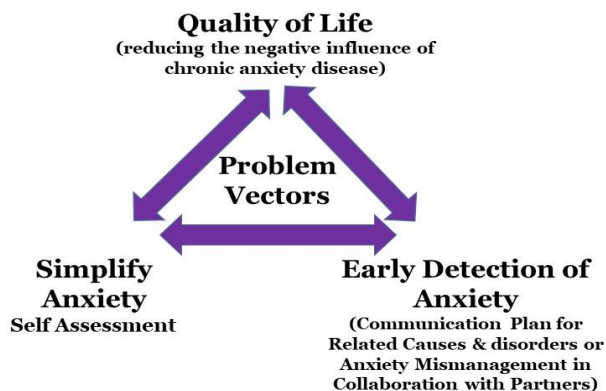 Quality of Life
(reducing the negative influence of
chronic anxiety disease)
Problem
Vectors
Simplify
Anxiety
Self Assessment
Early Detection of
Anxiety
(Communication Plan for
Related Causes & disorders or
Anxiety Mismanagement in
Collaboration with Partners)